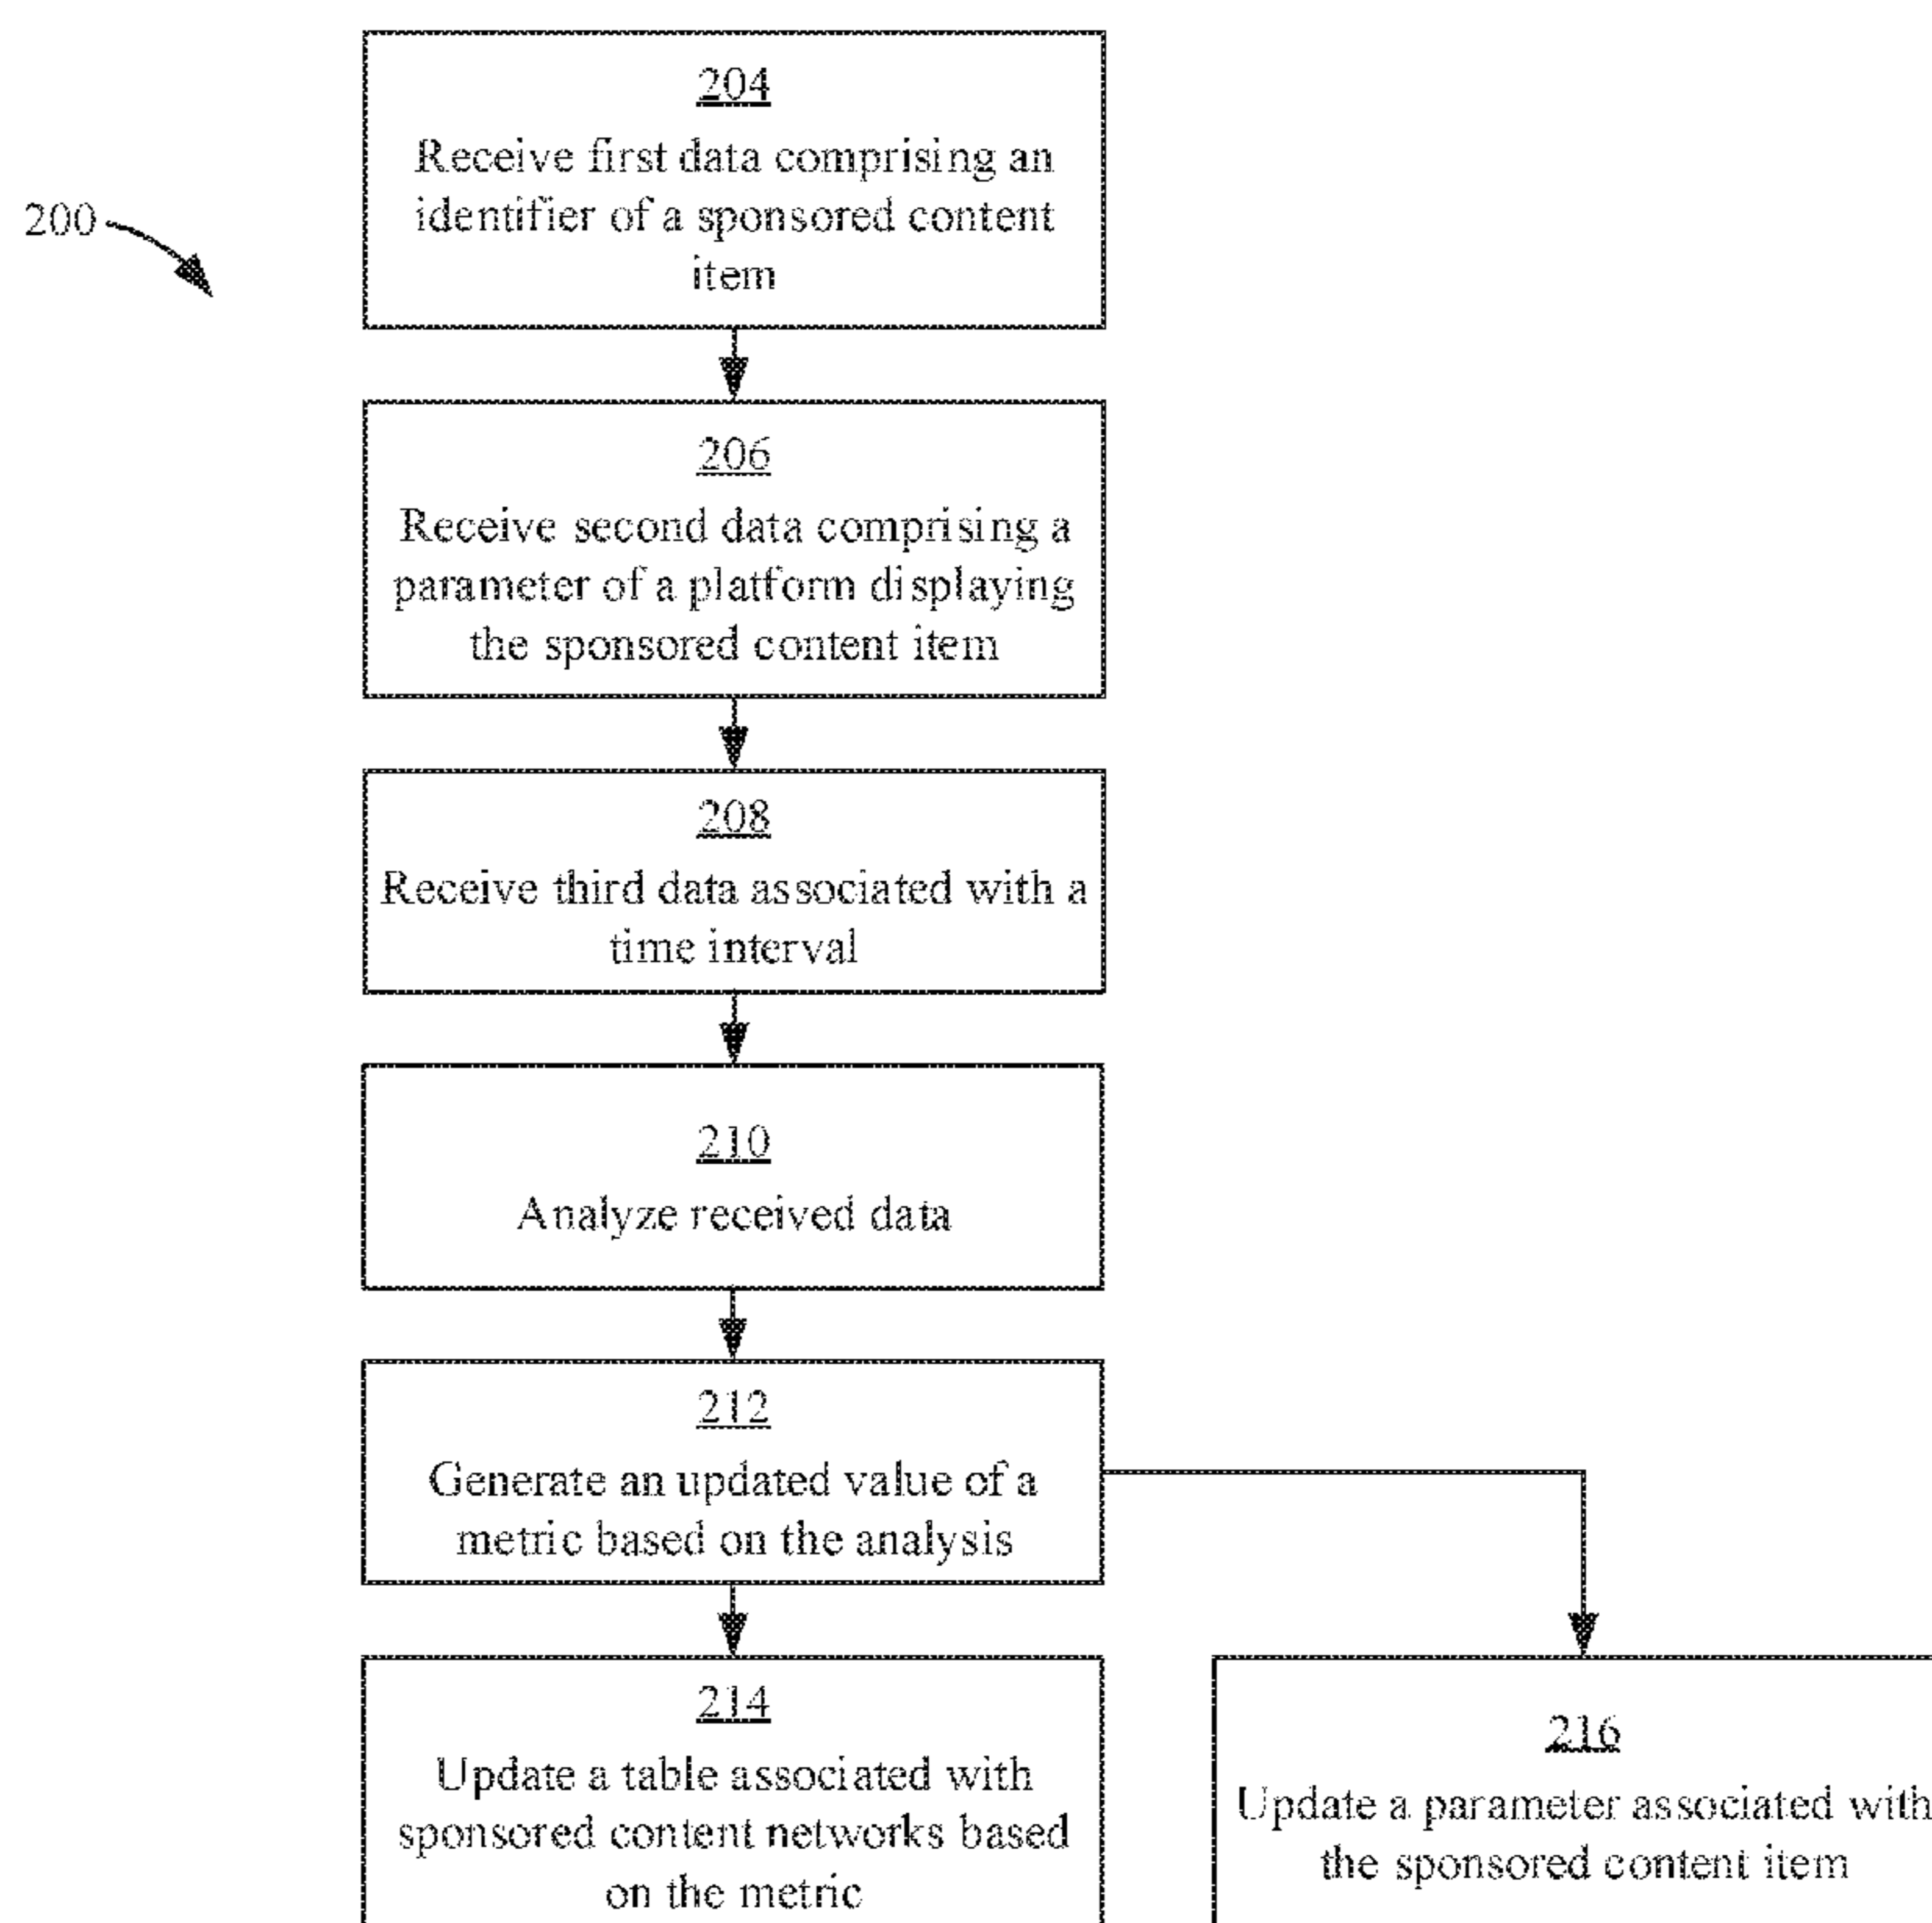 204
Receive first data comprising an
identifier of a sponsored content
item
200
206
Receive second data comprising a
parameter of a platform displaying
the sponsored content item
208
Receive third data associated with a
time interval
210
Analyze received data
212
Generate an updated value of a
metric based on the analysis
214
Update a table associated with
sponsored content networks based
on the metric
216
Update a parameter associated with
the sponsored content item